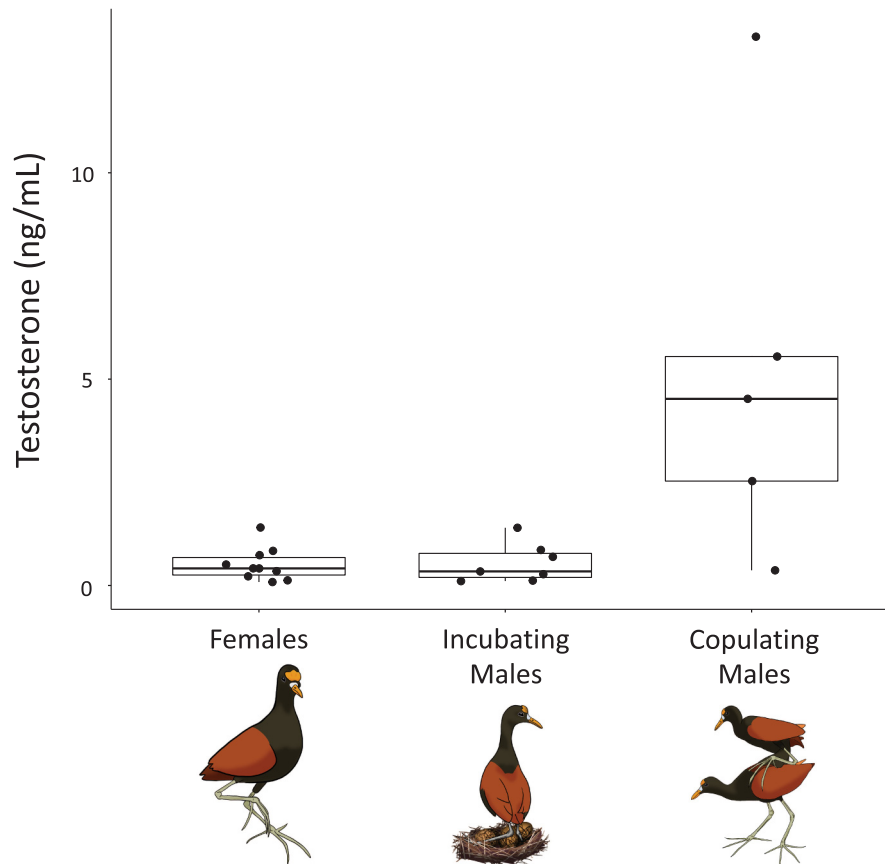 Testosterone (ng/mL)
10
5
0
Females
Incubating
Males
Copulating
Males